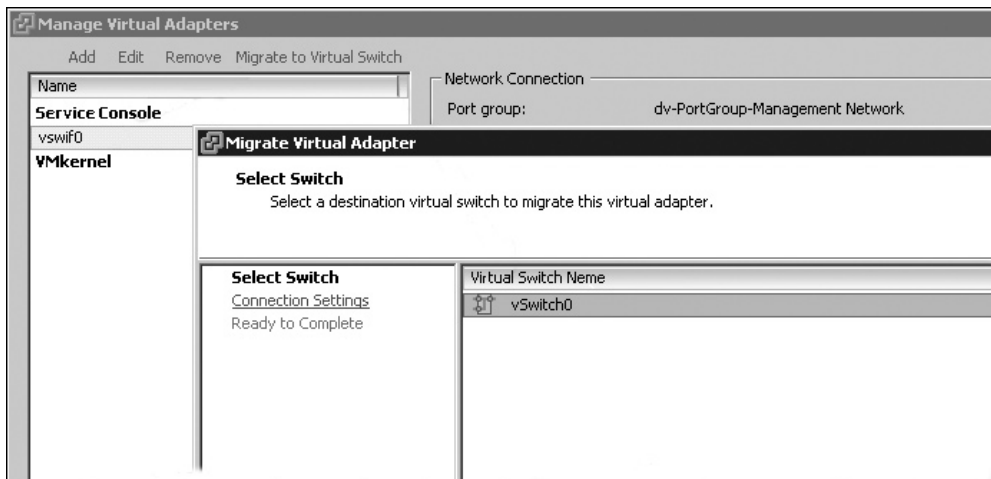 Manage Virtual Adapters
Add Edit Remove Migrate to Virtual Switch
Name
Service Console
vswif0
VMkernel
Network Connection
Port group: dv-PortGroup-Management Network
Migrate Virtual Adapter
Select Switch
Select a destination virtual switch to migrate this virtual adapter.
Select Switch
Connection Settings
Ready to Complete
Virtual Switch Neme
vSwitch0